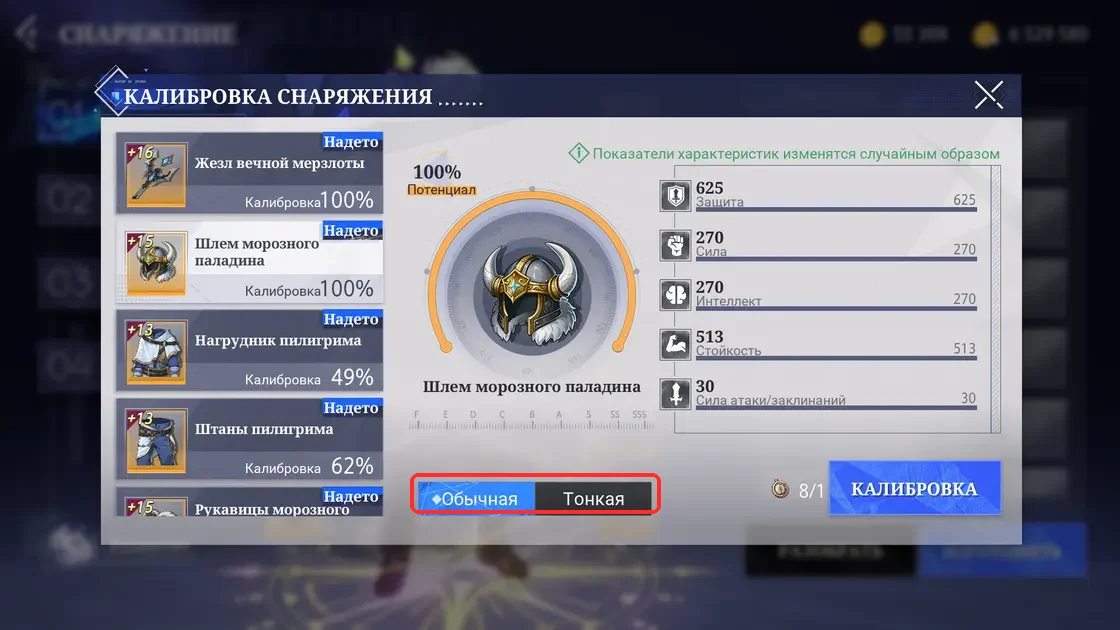 СНАРЯЖЕНИЕ
КАЛИБРОВКА СНАРЯЖЕНИЯ
Надето
+16
Жезл вечной мерзлоты
Калибровка 100%
Надето
+15
Шлем морозного
паладина
Калибровка 100%
Надето
+13
Нагрудник пилигрима
Калибровка 49%
Надето
+13
Штаны пилигрима
Калибровка 62%
Надето
+15
Рукавицы морозного
100%
Потенциал
Шлем морозного паладина
F E D C B A S SS SSS
Обычная Тонкая
Показатели характеристик изменятся случайным образом
625
Защита 625
270
Сила 270
270
Интеллект 270
513
Стойкость 513
30
Сила атаки/заклинаний 30
8/1
КАЛИБРОВКА